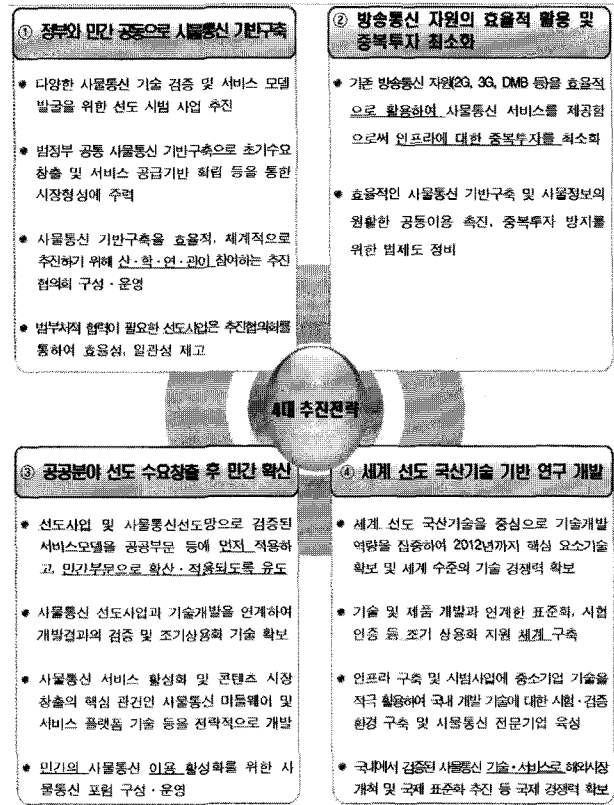 ① 정부와 민간 공동으로 사물통신 기반구축
● 다양한 사물통신 기술 검증 및 서비스 모델
발굴을 위한 선도 시범 사업 추진
● 범정부 공통 사물통신 기반구축으로 초기수요
창출 및 서비스 공급기반 확립 등을 통한
시장형성에 주력
● 사물통신 기반구축을 효율적, 체계적으로
추진하기 위해 산·학·연·관이 참여하는 추진
협의회 구성·운영
● 범부처적 협력이 필요한 선도사업은 추진협의회를
통하여 효율성, 일관성 제고
② 방송통신 자원의 효율적 활용 및
중복투자 최소화
● 기존 방송통신 자원(2G, 3G, DMB 등)을 효율적
으로 활용하여 사물통신 서비스를 제공함
으로써 인프라에 대한 중복투자를 최소화
● 효율적인 사물통신 기반구축 및 사물정보의
원활한 공동이용 촉진, 중복투자 방지를
위한 법제도 정비
4대 추진전략
③ 공공분야 선도 수요창출 후 민간 확산
● 선도사업 및 사물통신선도망으로 검증된
서비스모델을 공공부문 등에 먼저 적용하
고, 민간부문으로 확산·적용되도록 유도
● 사물통신 선도사업과 기술개발을 연계하여
개발결과의 검증 및 조기상용화 기술 확보
● 사물통신 서비스 활성화 및 콘텐츠 시장
창출의 핵심 관건인 사물통신 미들웨어 및
서비스 플랫폼 기술 등을 전략적으로 개발
● 민간의 사물통신 이용 활성화를 위한 사
물통신 포럼 구성·운영
④ 세계 선도 국산기술 기반 연구 개발
● 세계 선도 국산기술을 중심으로 기술개발
역량을 집중하여 2012년까지 핵심 요소기술
확보 및 세계 수준의 기술 경쟁력 확보
● 기술 및 제품 개발과 연계한 표준화, 시험
인증 등 조기 상용화 지원 체계 구축
● 인프라 구축 및 시범사업에 중소기업 기술을
적극 활용하여 국내 개발 기술에 대한 시험·검증
환경 구축 및 사물통신 전문기업 육성
● 국내에서 검증된 사물통신 기술·서비스로 해외시장
개척 및 국제 표준화 추진 등 국제 경쟁력 확보